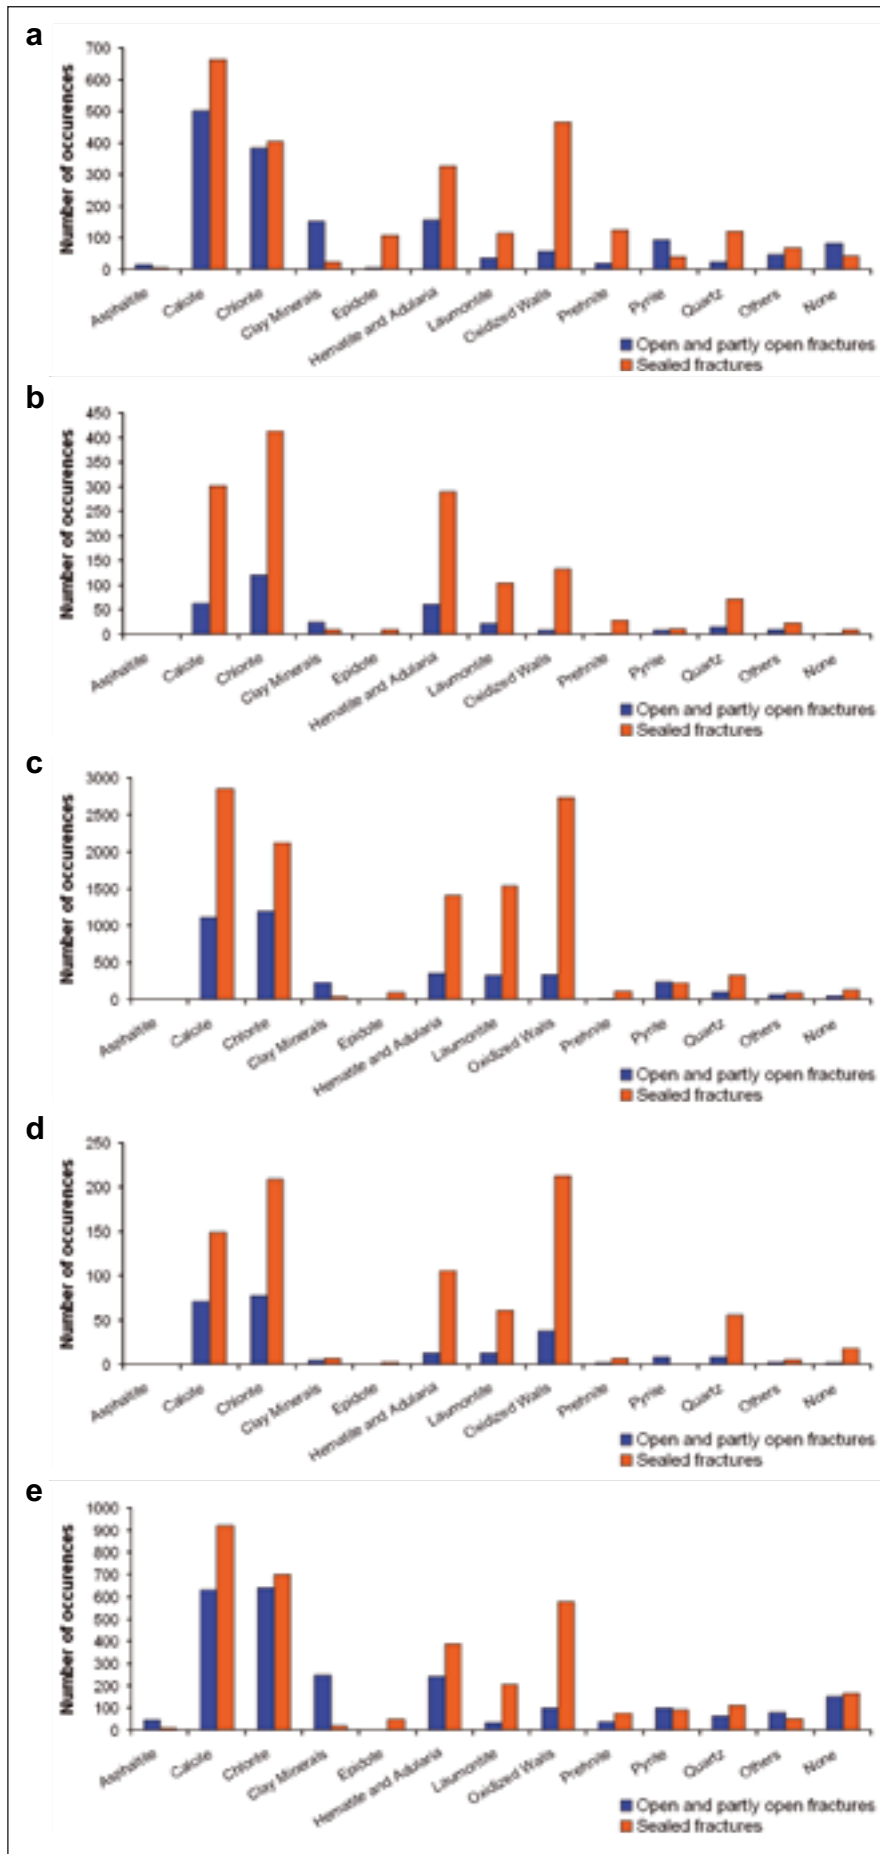 a
Number of occurences
700
600
500
400
300
200
100
0
Asphaltite
Calcite
Chlorite
Clay Minerals
Epidote
Hematite and Adularia
Laumontite
Oxidized Walls
Prehnite
Pyrite
Quartz
Others
None
Open and partly open fractures
Sealed fractures
b
Number of occurences
450
400
350
300
250
200
150
100
50
0
Asphaltite
Calcite
Chlorite
Clay Minerals
Epidote
Hematite and Adularia
Laumontite
Oxidized Walls
Prehnite
Pyrite
Quartz
Others
None
Open and partly open fractures
Sealed fractures
c
Number of occurences
3000
2500
2000
1500
1000
500
0
Asphaltite
Calcite
Chlorite
Clay Minerals
Epidote
Hematite and Adularia
Laumontite
Oxidized Walls
Prehnite
Pyrite
Quartz
Others
None
Open and partly open fractures
Sealed fractures
d
Number of occurences
250
200
150
100
50
0
Asphaltite
Calcite
Chlorite
Clay Minerals
Epidote
Hematite and Adularia
Laumontite
Oxidized Walls
Prehnite
Pyrite
Quartz
Others
None
Open and partly open fractures
Sealed fractures
e
Number of occurences
1000
900
800
700
600
500
400
300
200
100
0
Asphaltite
Calcite
Chlorite
Clay Minerals
Epidote
Hematite and Adularia
Laumontite
Oxidized Walls
Prehnite
Pyrite
Quartz
Others
None
Open and partly open fractures
Sealed fractures